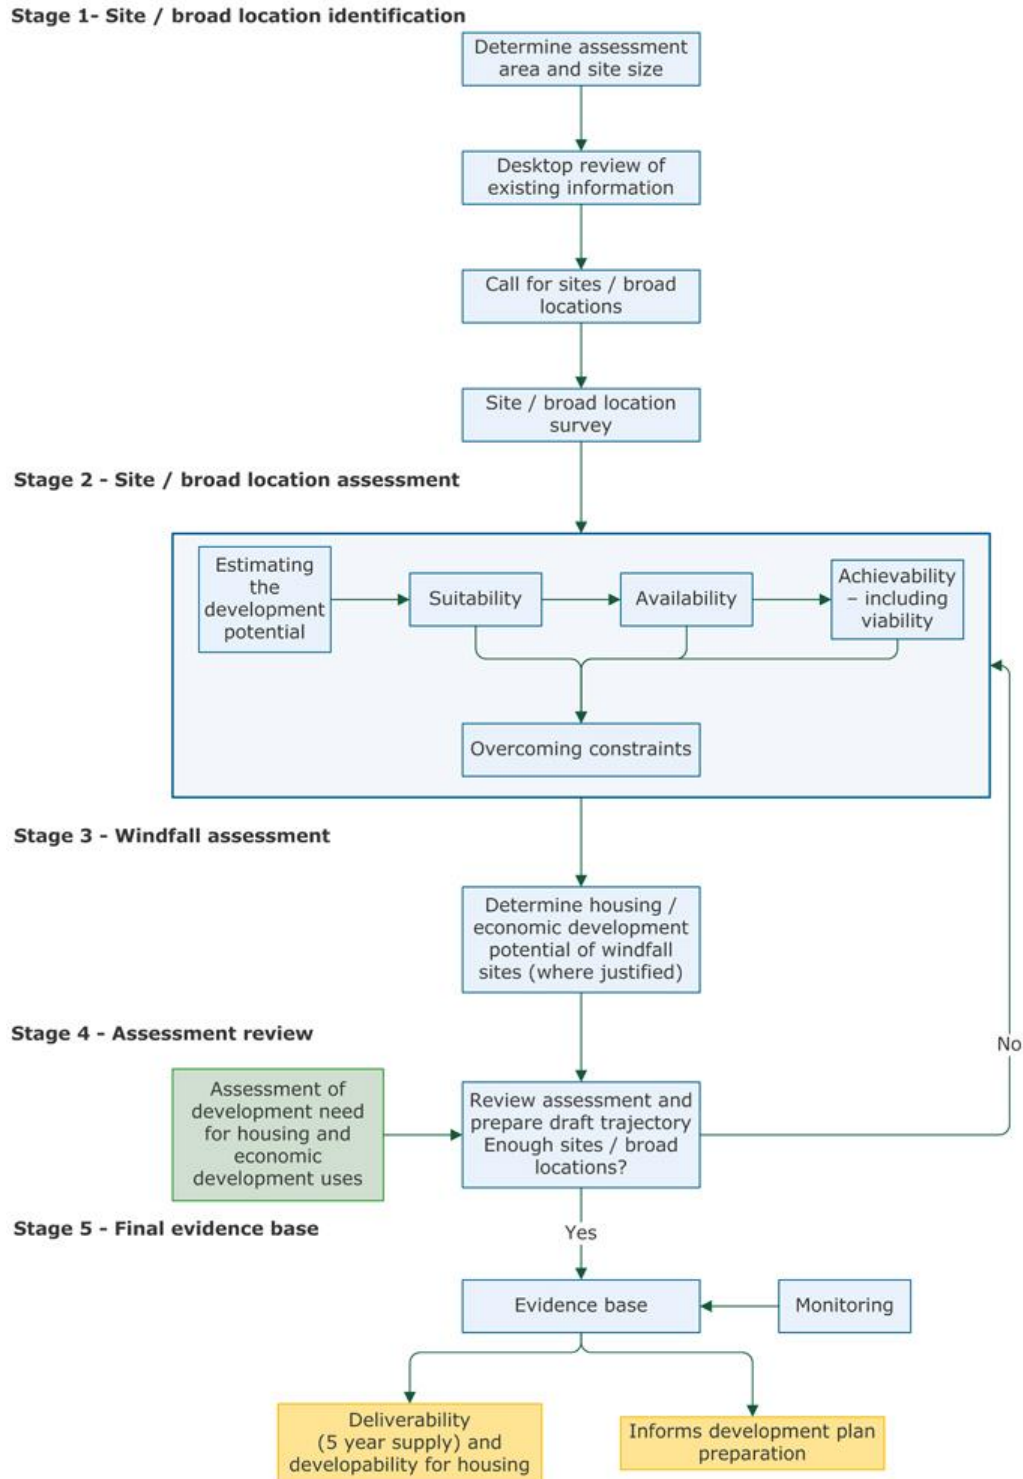 Stage 1- Site / broad location identification
Determine assessment
area and site size
Desktop review of
existing information
Call for sites / broad
locations
Site / broad location
survey
Stage 2 - Site / broad location assessment
Estimating
the
development
potential
Suitability
Availability
Achievability
– including
viability
Overcoming constraints
Stage 3 - Windfall assessment
Determine housing /
economic development
potential of windfall
sites (where justified)
Stage 4 - Assessment review
No
Assessment of
development need
for housing and
economic
development uses
Review assessment and
prepare draft trajectory
Enough sites / broad
locations?
Stage 5 - Final evidence base
Yes
Evidence base
Monitoring
Deliverability
(5 year supply) and
developability for housing
Informs development plan
preparation